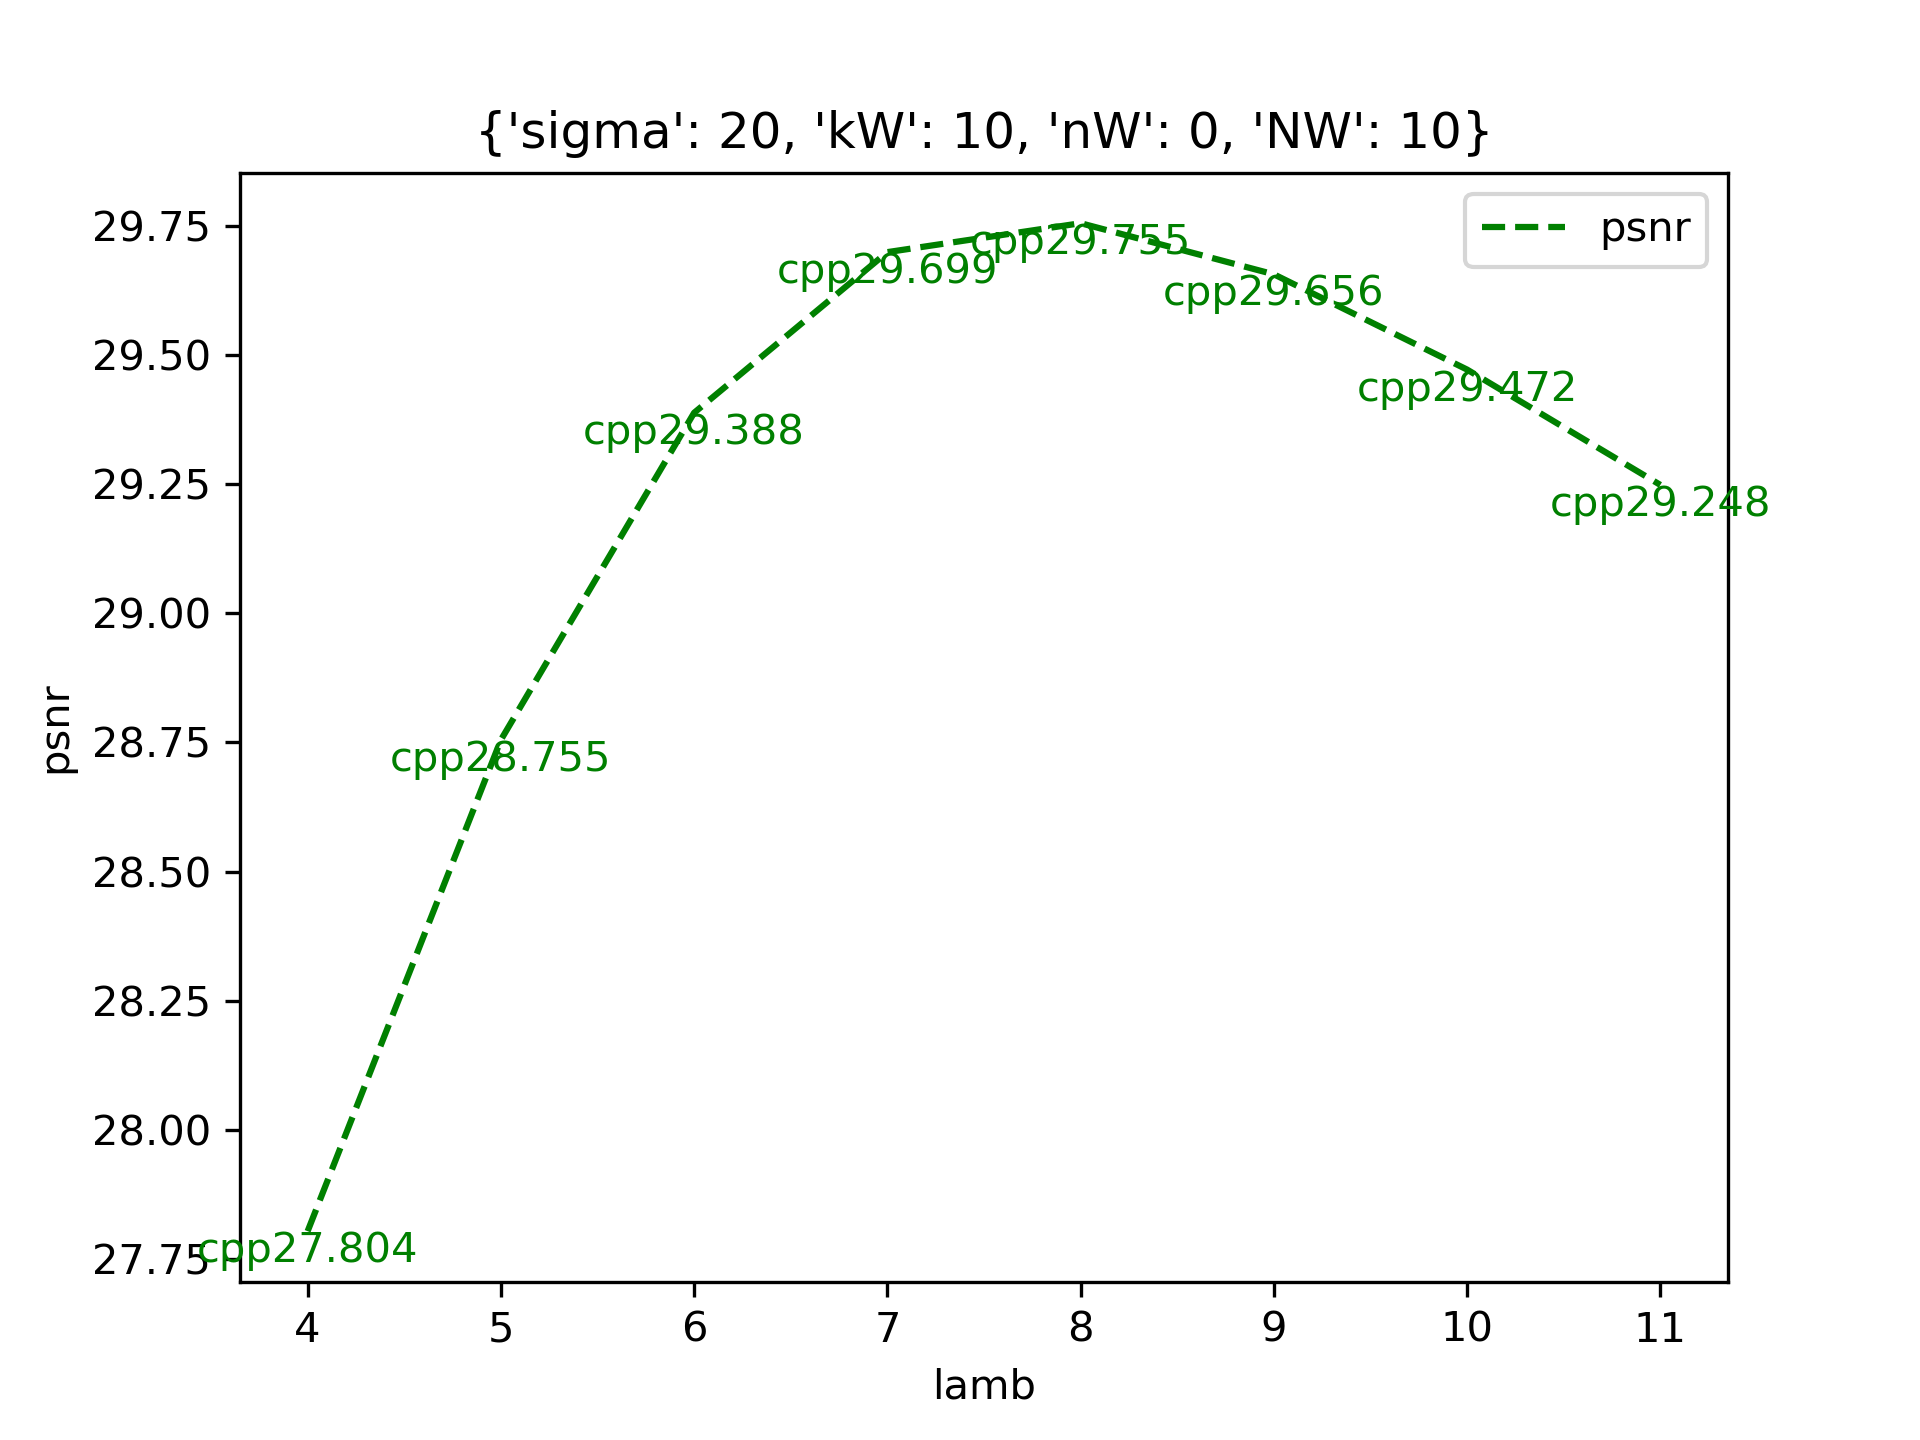 {'sigma': 20, 'kW': 10, 'nW': 0, 'NW': 10}
psnr
29.75
29.50
29.25
29.00
28.75
28.50
28.25
28.00
27.75
psnr
cpp27.804
cpp28.755
cpp29.388
cpp29.699
cpp29.755
cpp29.656
cpp29.472
cpp29.248
4 5 6 7 8 9 10 11
lamb